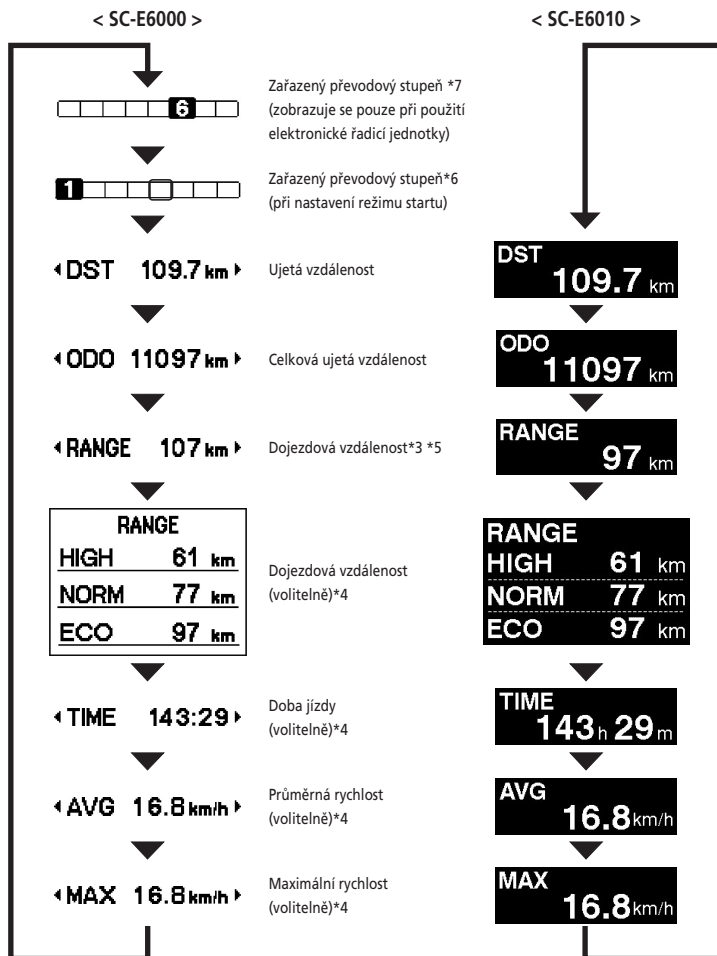 < SC-E6000 >
< SC-E6010 >
6
Zařazený převodový stupeň *7
(zobrazuje se pouze při použití
elektronické řadicí jednotky)
1
Zařazený převodový stupeň*6
(při nastavení režimu startu)
DST 109.7 km
Ujetá vzdálenost
DST
109.7 km
ODO 11097 km
Celková ujetá vzdálenost
ODO
11097 km
RANGE 107 km
Dojezdová vzdálenost*3 *5
RANGE
97 km
RANGE
HIGH 61 km
NORM 77 km
ECO 97 km
Dojezdová vzdálenost
(volitelně)*4
RANGE
HIGH 61 km
NORM 77 km
ECO 97 km
TIME 143:29
Doba jízdy
(volitelně)*4
TIME
143 h 29 m
AVG 16.8 km/h
Průměrná rychlost
(volitelně)*4
AVG
16.8 km/h
MAX 16.8 km/h
Maximální rychlost
(volitelně)*4
MAX
16.8 km/h